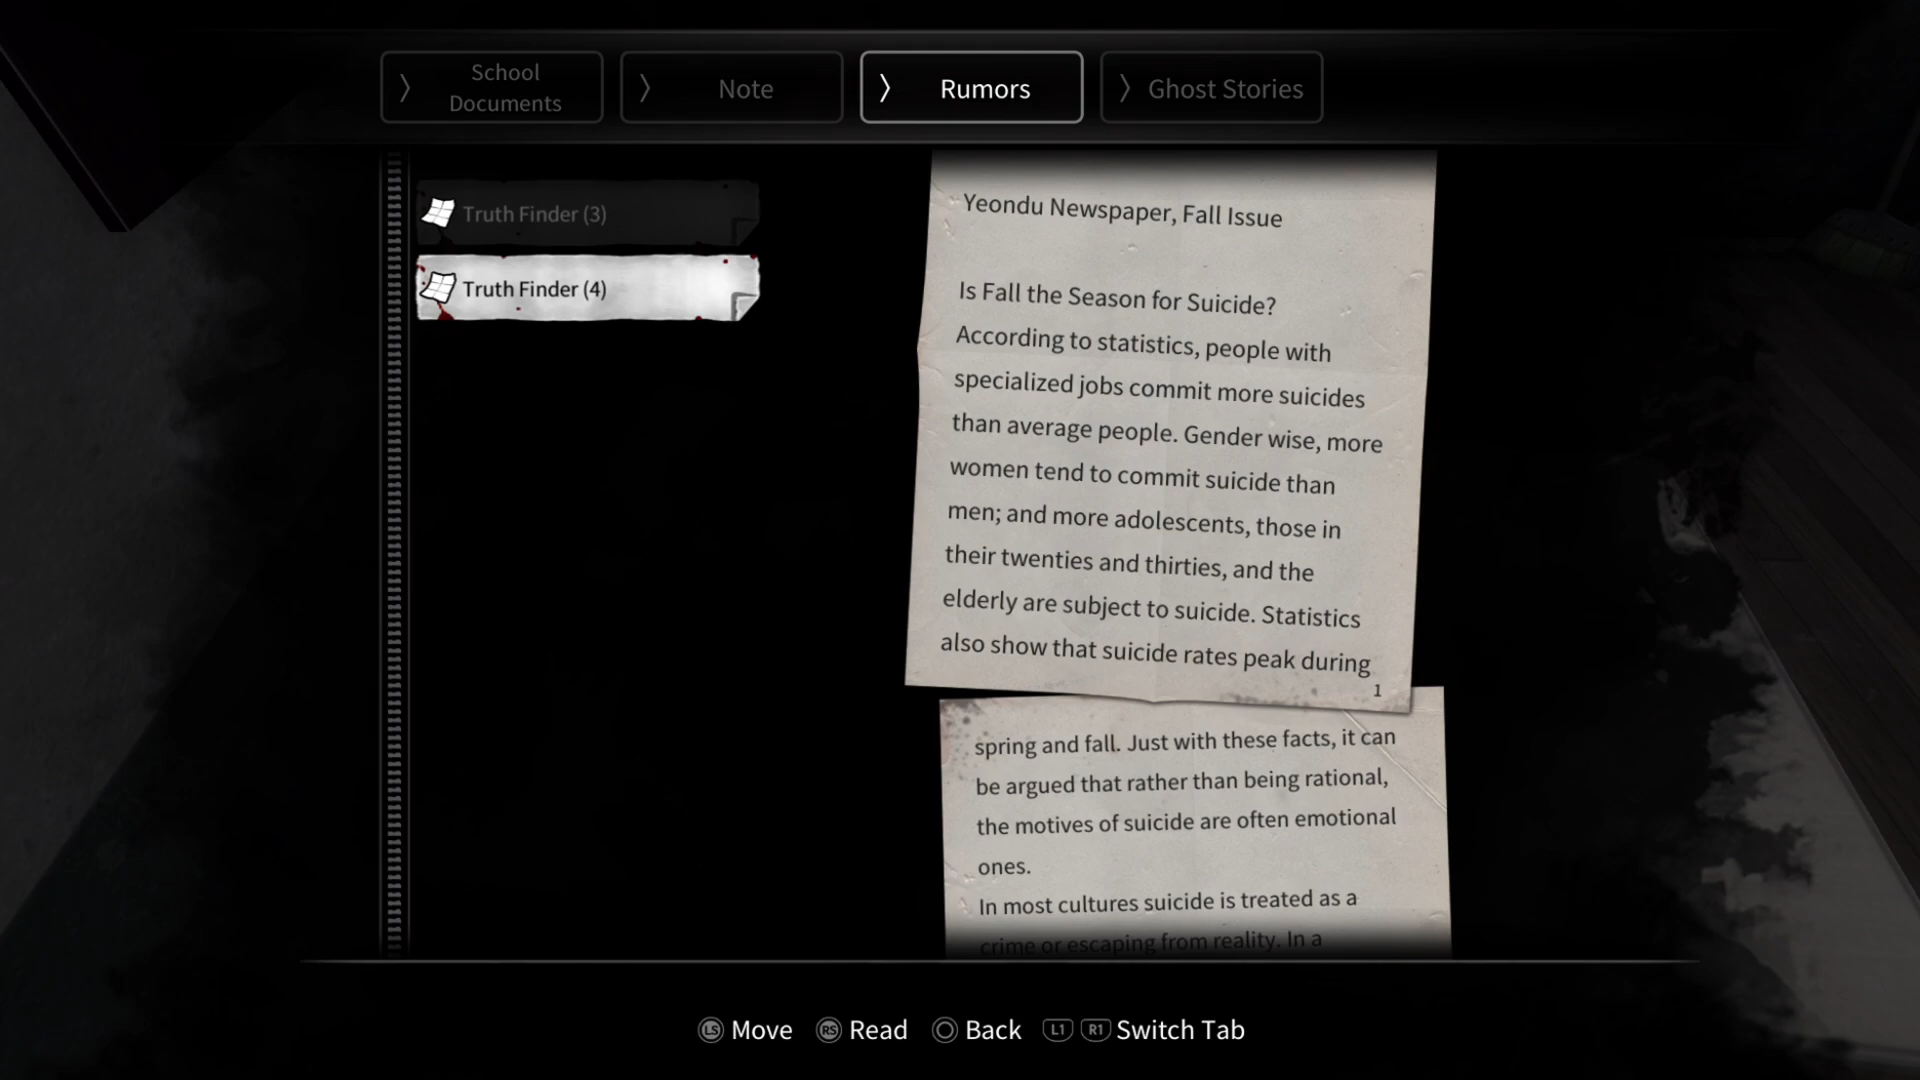 School
Documents
Note
Rumors
Ghost Stories
Truth Finder (3)
Truth Finder (4)
Yeondu Newspaper, Fall Issue
Is Fall the Season for Suicide?
According to statistics, people with
specialized jobs commit more suicides
than average people. Gender wise, more
women tend to commit suicide than
men; and more adolescents, those in
their twenties and thirties, and the
elderly are subject to suicide. Statistics
also show that suicide rates peak during
1
spring and fall. Just with these facts, it can
be argued that rather than being rational,
the motives of suicide are often emotional
ones.
In most cultures suicide is treated as a
crime or escaping from reality. In a
LS Move RS Read Back L1 R1 Switch Tab